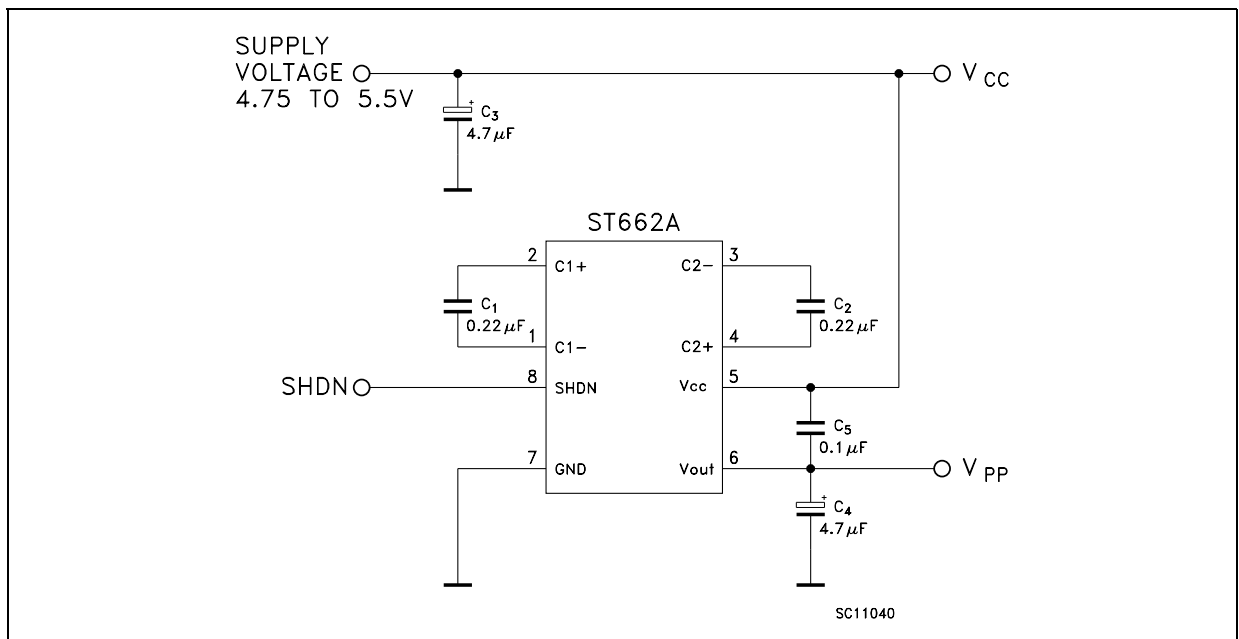 SUPPLY
VOLTAGE
4.75 TO 5.5V
V CC
C3
4.7µF
ST662A
2
C1+
C2-
3
C1
0.22µF
C2
0.22µF
1
C1-
C2+
4
SHDN
8
SHDN
Vcc
5
C5
0.1µF
7
GND
Vout
6
V PP
C4
4.7µF
SC11040